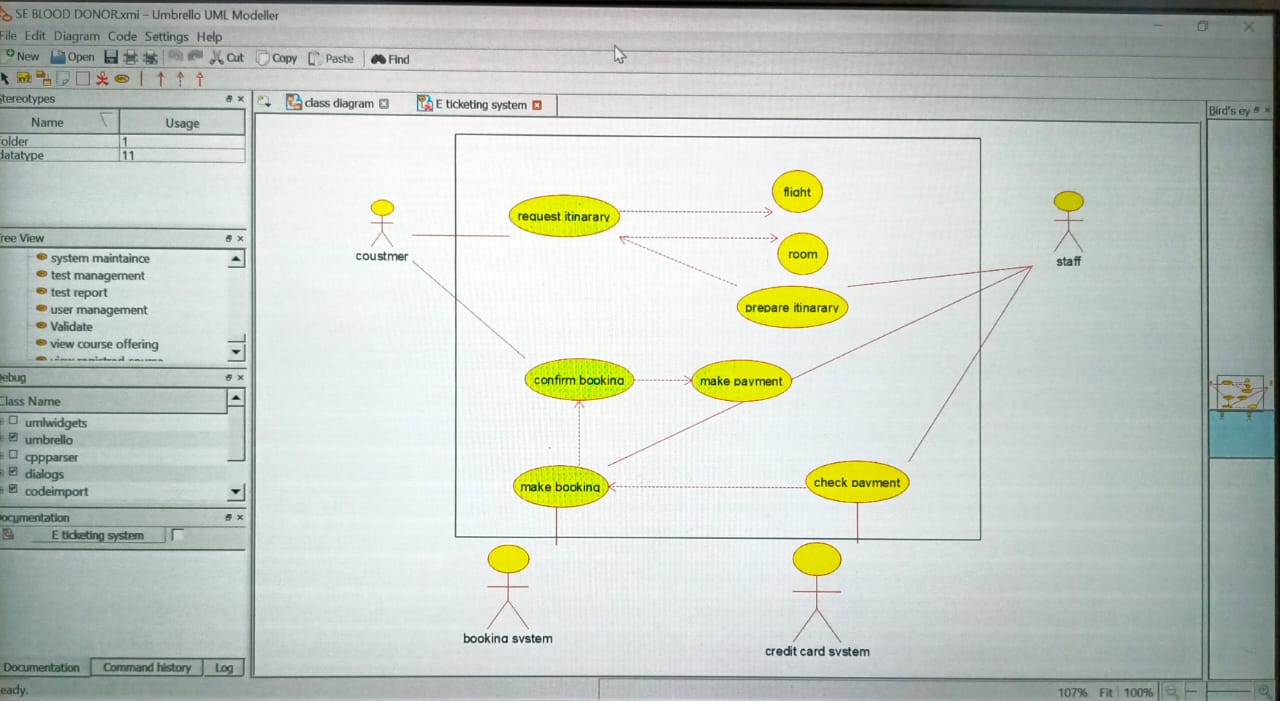 SE BLOOD DONOR.xmi – Umbrello UML Modeller
File Edit Diagram Code Settings Help
New Open Cut Copy Paste Find
class diagram E ticketing system
Bird's ey
Stereotypes
Name Usage
folder 1
datatype 11
Tree View
system maintaince
test management
test report
user management
Validate
view course offering
Debug
Class Name
umlwidgets
umbrello
cppparser
dialogs
codeimport
Documentation
E ticketing system
Documentation Command history Log
eady.
107% Fit 100%
coustmer
request itinarary
flight
room
prepare itinarary
staff
confirm booking
make payment
make booking
check payment
booking system
credit card system